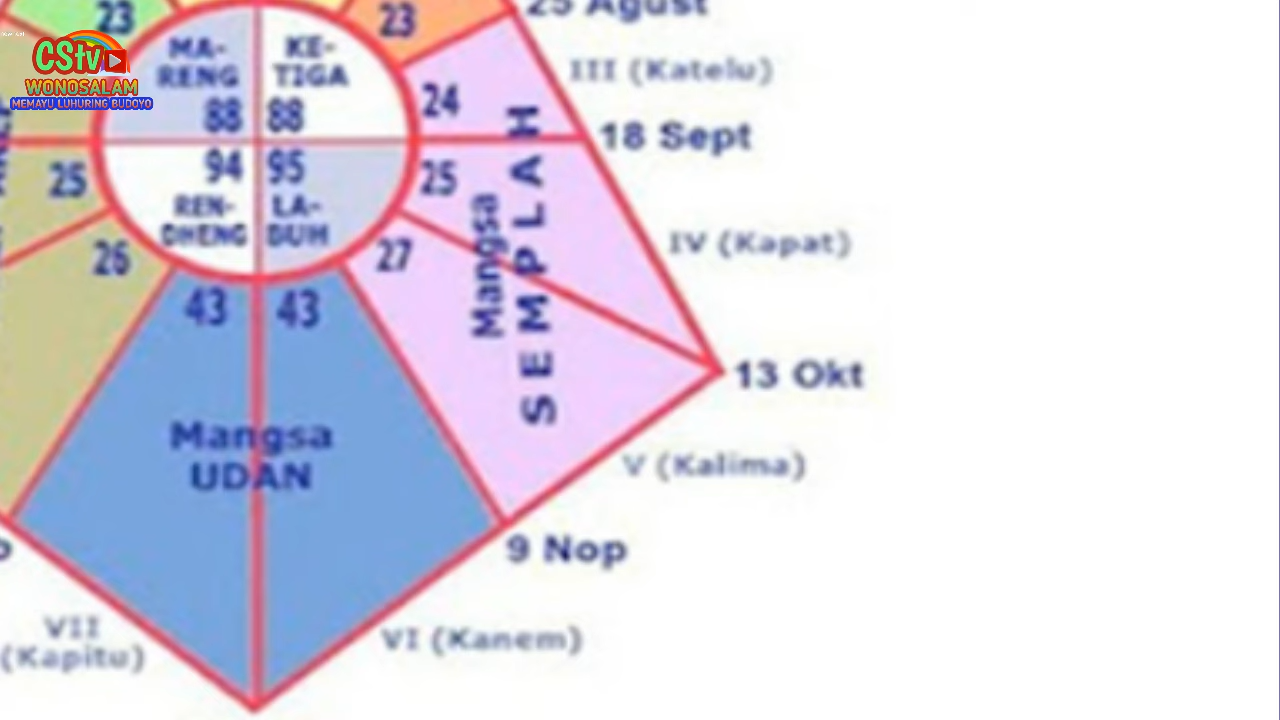 25 Agust
23
23
CStv
WONOSALAM
MEMAYU LUHURING BUDOYO
MA-
RENG
88
KE-
TIGA
88
III (Katelu)
24
18 Sept
94
REN-
DHENG
95
LA-
BUH
25
25
26
27
Mangsa
SEMPLAH
IV (Kapat)
43
43
13 Okt
Mangsa
UDAN
V (Kalima)
9 Nop
VII
(Kapitu)
VI (Kanem)